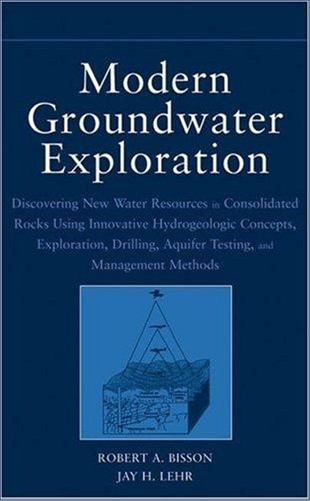 Modern
Groundwater
Exploration
Discovering New Water Resources in Consolidated
Rocks Using Innovative Hydrogeologic Concepts,
Exploration, Drilling, Aquifer Testing, and
Management Methods
ROBERT A. BISSON
JAY H. LEHR